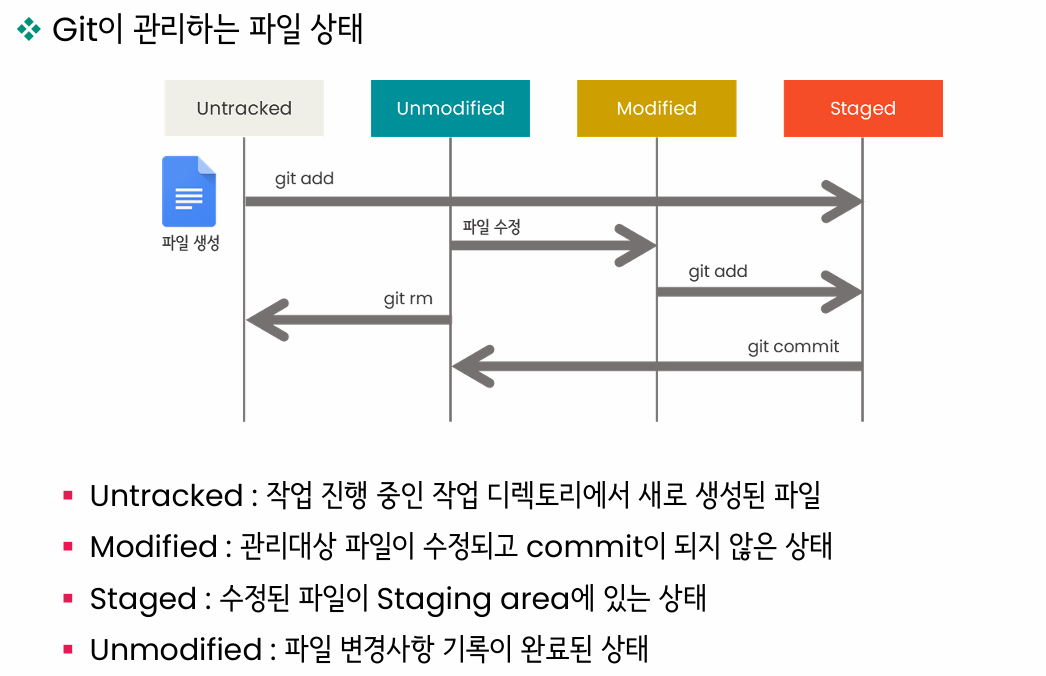 Git이 관리하는 파일 상태
Untracked
Unmodified
Modified
Staged
git add
파일 생성
파일 수정
git add
git rm
git commit
Untracked : 작업 진행 중인 작업 디렉토리에서 새로 생성된 파일
Modified : 관리대상 파일이 수정되고 commit이 되지 않은 상태
Staged : 수정된 파일이 Staging area에 있는 상태
Unmodified : 파일 변경사항 기록이 완료된 상태